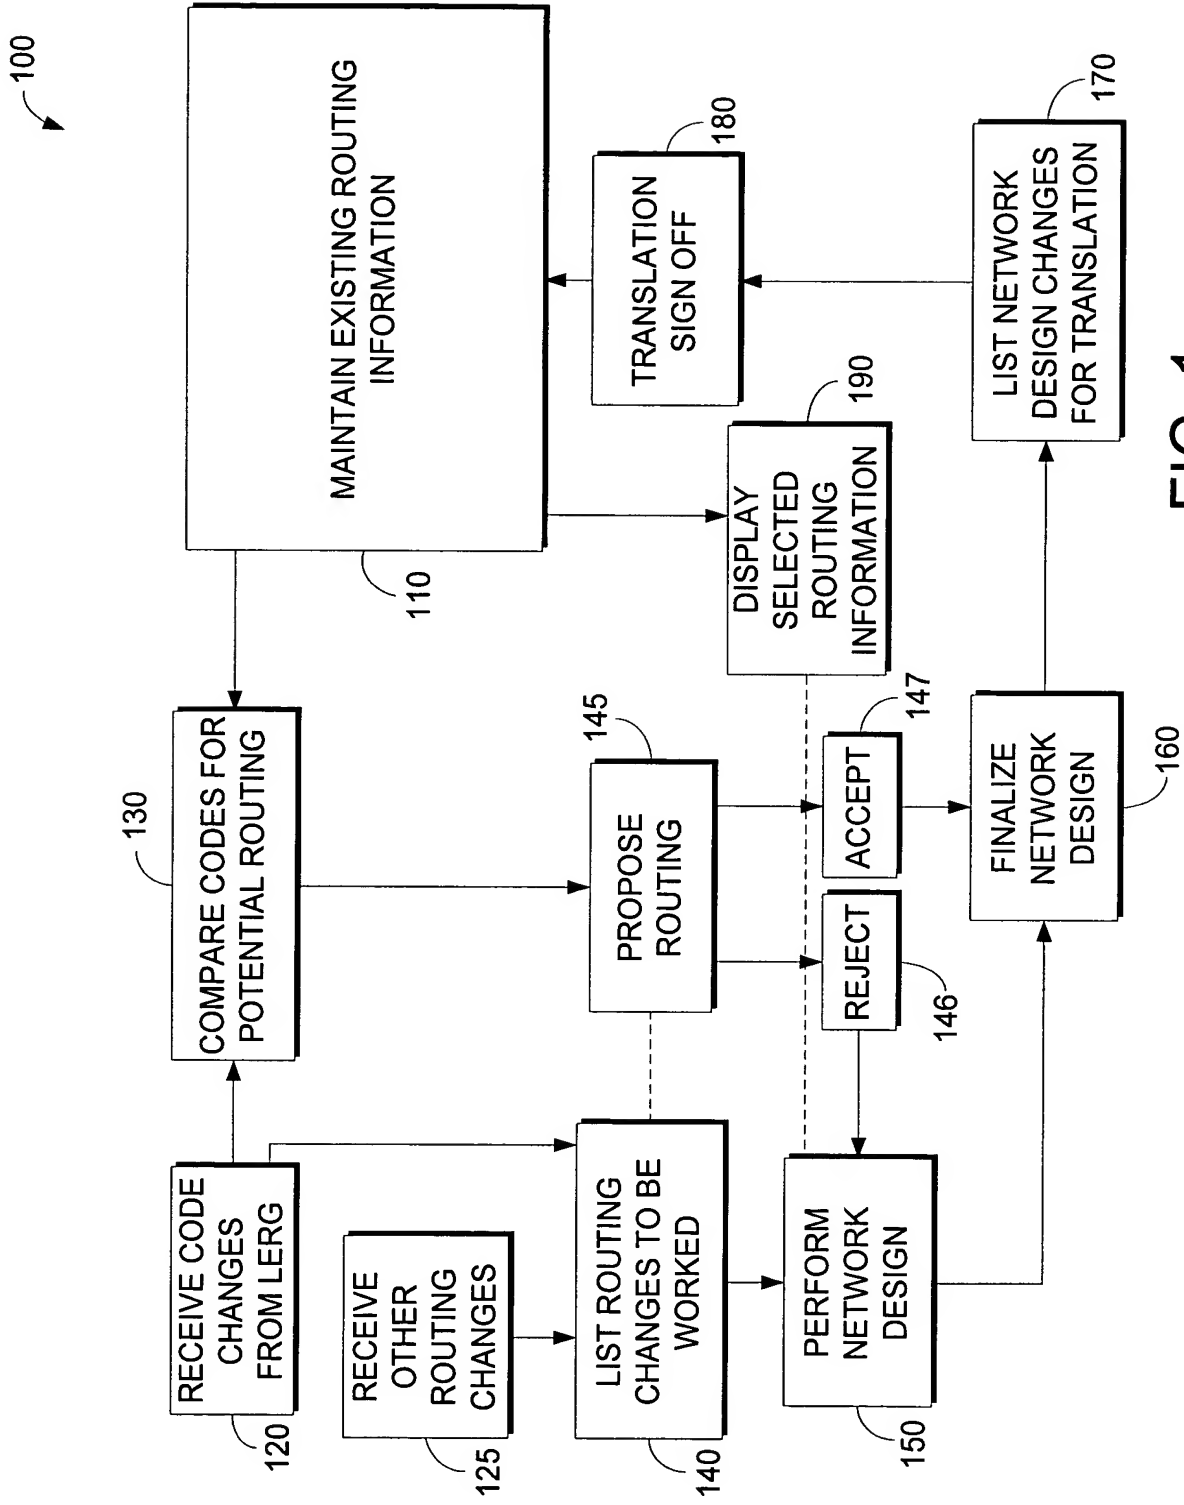 100
RECEIVE CODE
CHANGES
FROM LERG
120
COMPARE CODES FOR
POTENTIAL ROUTING
130
MAINTAIN EXISTING ROUTING
INFORMATION
110
RECEIVE
OTHER
ROUTING
CHANGES
125
LIST ROUTING
CHANGES TO BE
WORKED
140
PROPOSE
ROUTING
145
TRANSLATION
SIGN OFF
180
DISPLAY
SELECTED
ROUTING
INFORMATION
190
PERFORM
NETWORK
DESIGN
150
REJECT
146
ACCEPT
147
FINALIZE
NETWORK
DESIGN
160
LIST NETWORK
DESIGN CHANGES
FOR TRANSLATION
170